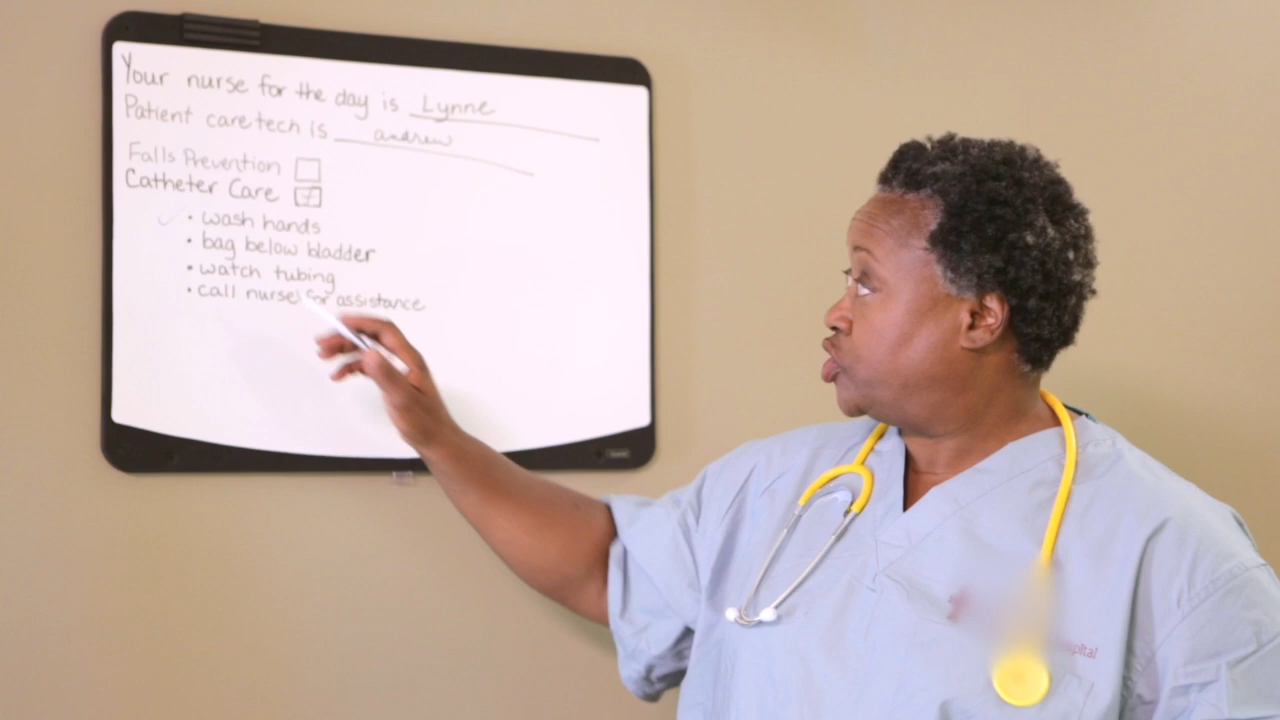 Your nurse for the day is Lynne
Patient care tech is andrew
Falls Prevention
Catheter Care
• wash hands
• bag below bladder
• watch tubing
• call nurse for assistance